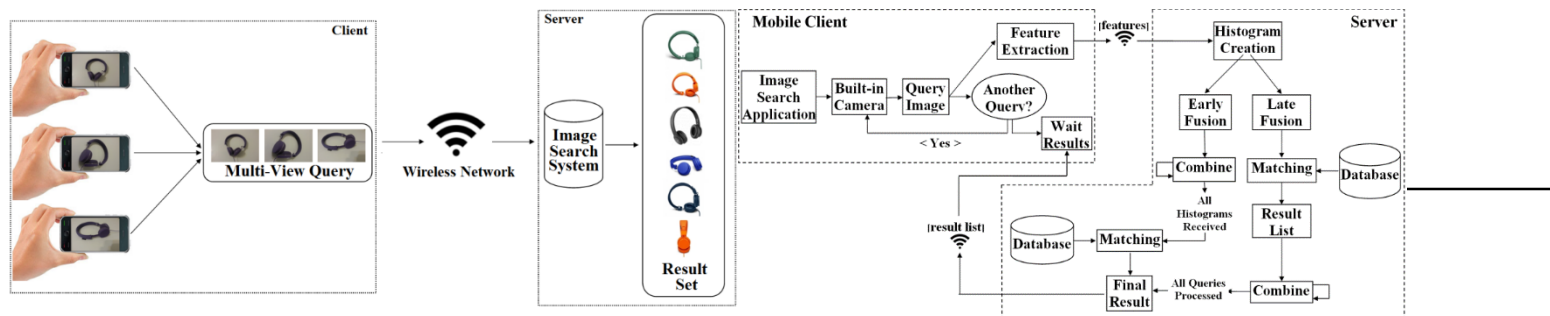 Client
Multi-View Query
Wireless Network
Server
Image
Search
System
Result
Set
Mobile Client
Image
Search
Application
Built-in
Camera
Query
Image
Feature
Extraction
Another
Query?
< Yes >
Wait
Results
[features]
Server
Histogram
Creation
Early
Fusion
Late
Fusion
Combine
Matching
Database
All
Histograms
Received
Result
List
[result list]
Database
Matching
Final
Result
All Queries
Processed
Combine